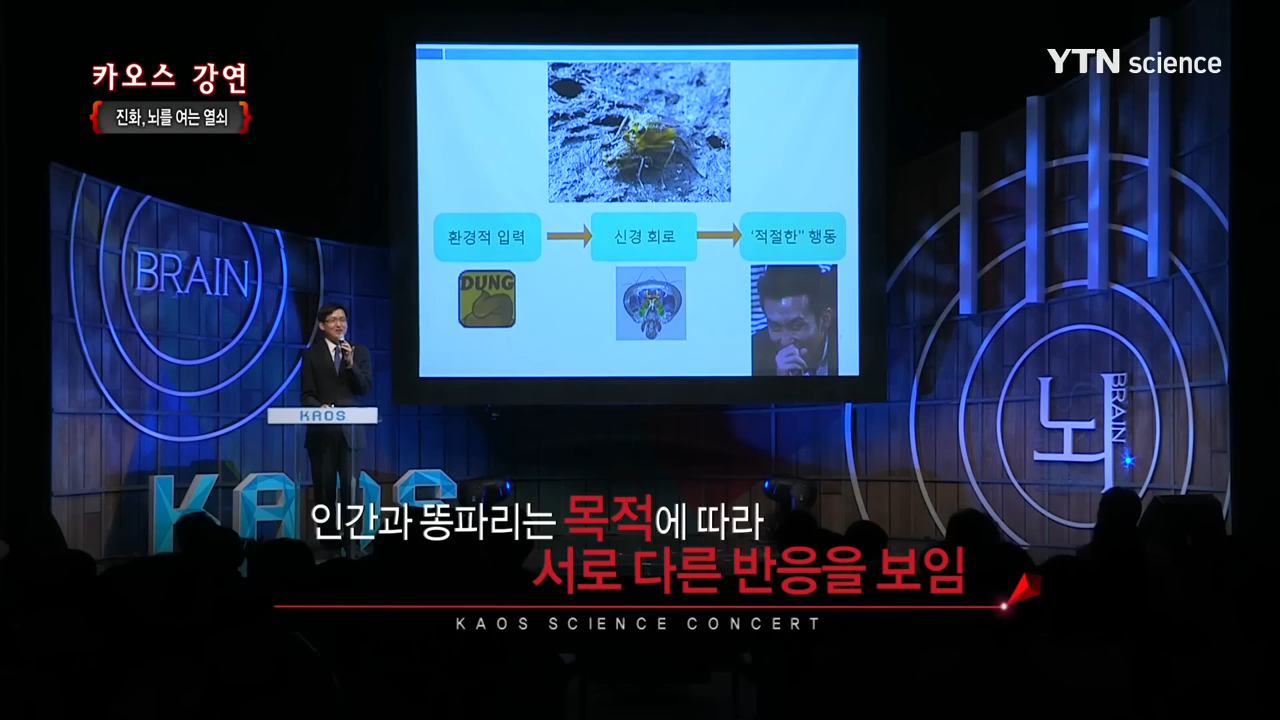 카오스 강연
진화, 뇌를 여는 열쇠
YTN science
환경적 입력
신경 회로
‘적절한" 행동
DUNG
BRAIN
뇌
BRAIN
KAOS
KAOS
인간과 똥파리는 목적에 따라
서로 다른 반응을 보임
KAOS SCIENCE CONCERT